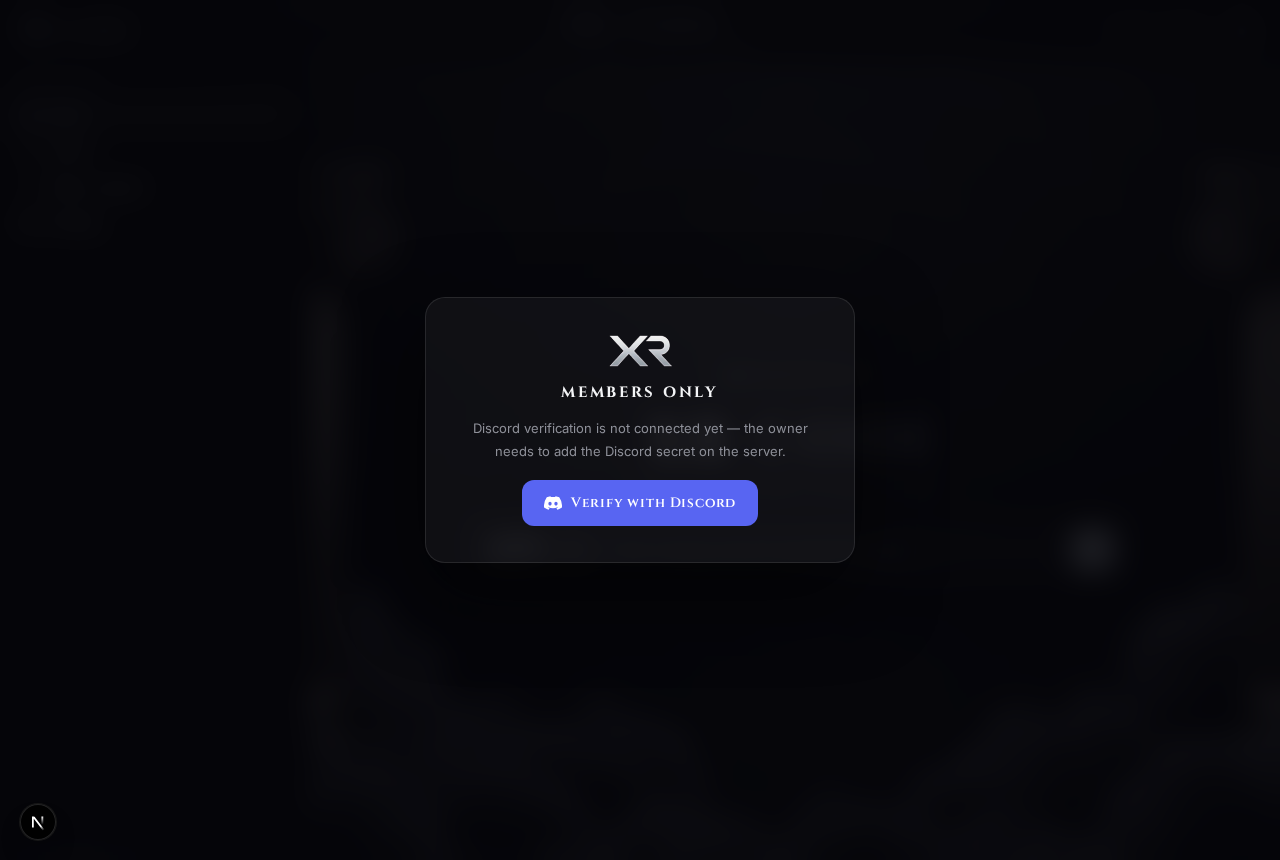 XR
MEMBERS ONLY
Discord verification is not connected yet — the owner
needs to add the Discord secret on the server.
Verify with Discord
N